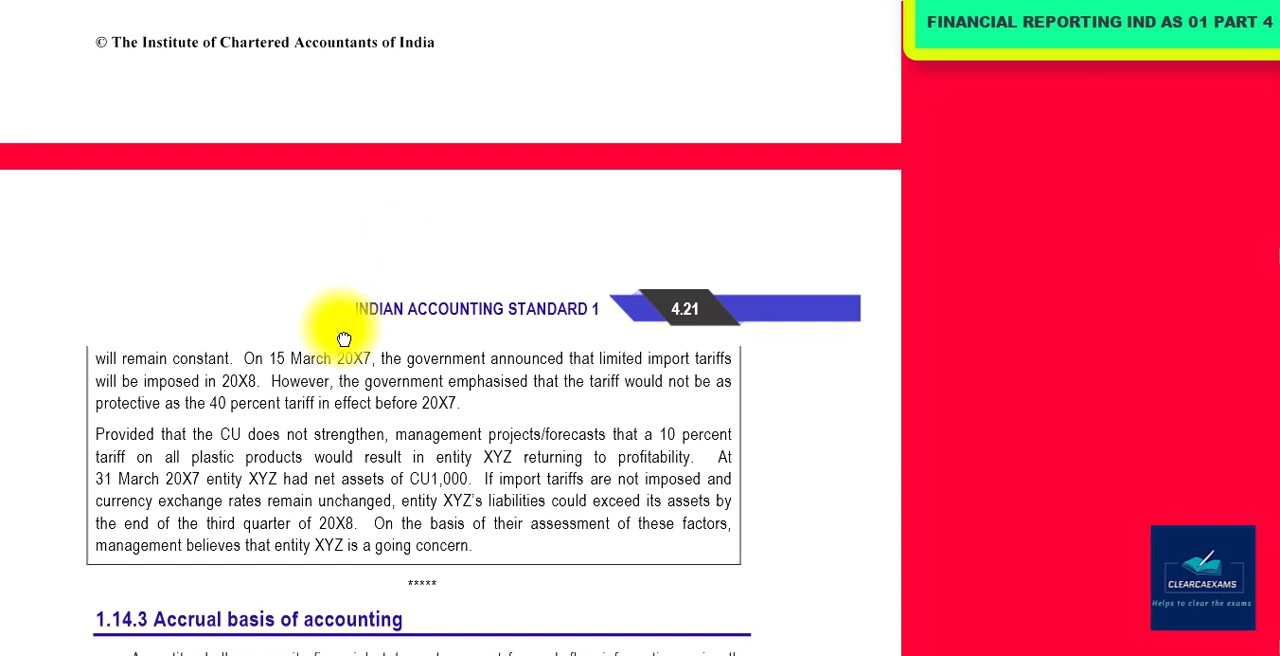 FINANCIAL REPORTING IND AS 01 PART 4
© The Institute of Chartered Accountants of India
INDIAN ACCOUNTING STANDARD 1 4.21
will remain constant. On 15 March 20X7, the government announced that limited import tariffs
will be imposed in 20X8. However, the government emphasised that the tariff would not be as
protective as the 40 percent tariff in effect before 20X7.
Provided that the CU does not strengthen, management projects/forecasts that a 10 percent
tariff on all plastic products would result in entity XYZ returning to profitability. At
31 March 20X7 entity XYZ had net assets of CU1,000. If import tariffs are not imposed and
currency exchange rates remain unchanged, entity XYZ's liabilities could exceed its assets by
the end of the third quarter of 20X8. On the basis of their assessment of these factors,
management believes that entity XYZ is a going concern.
*****
1.14.3 Accrual basis of accounting
CLEARCAEXAMS
Helps to clear the exams